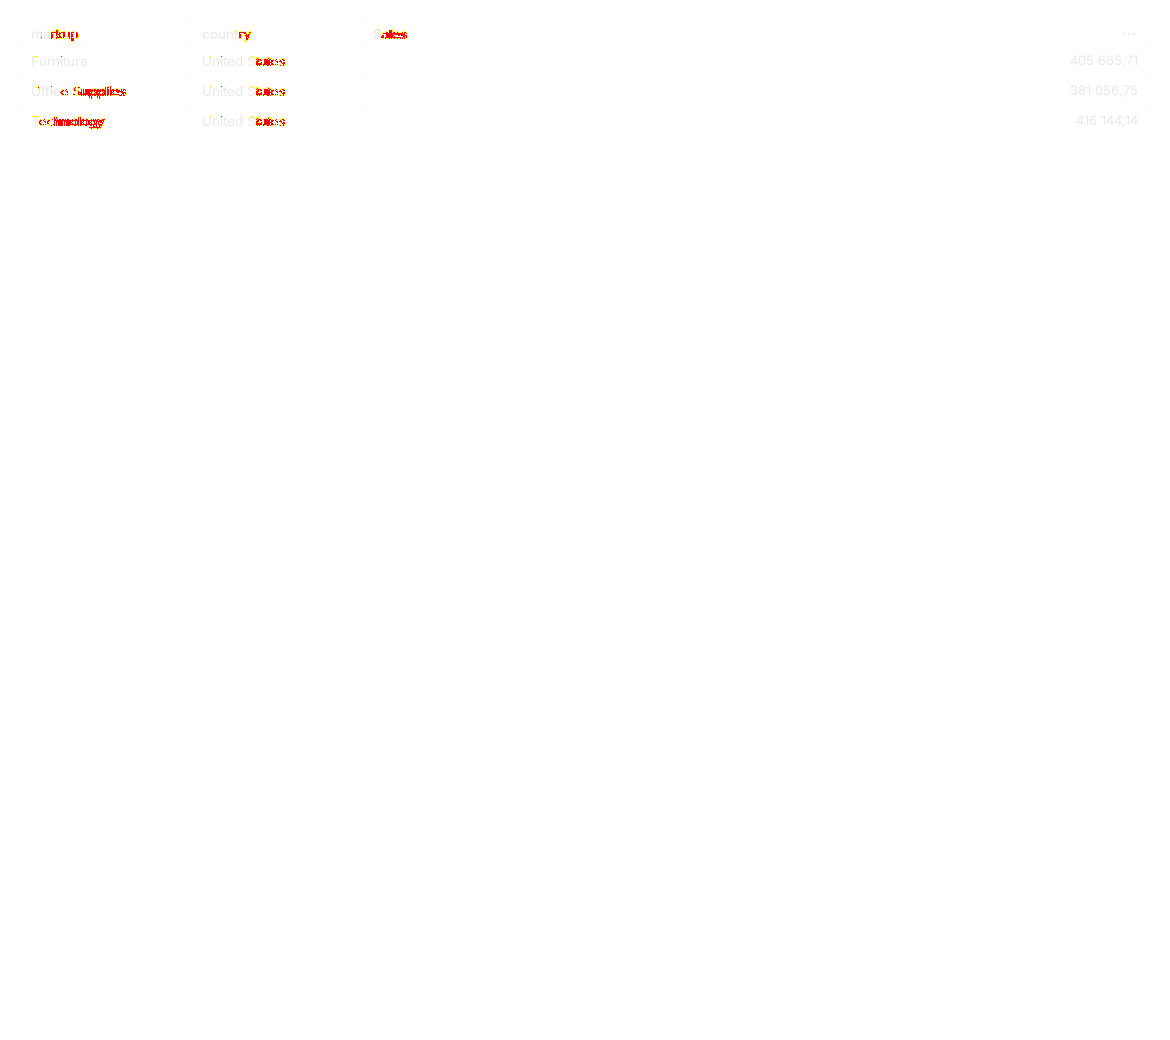 markup country Sales ...
Furniture United States 405 665,71
Office Supplies United States 381 056,75
Technology United States 416 144,14